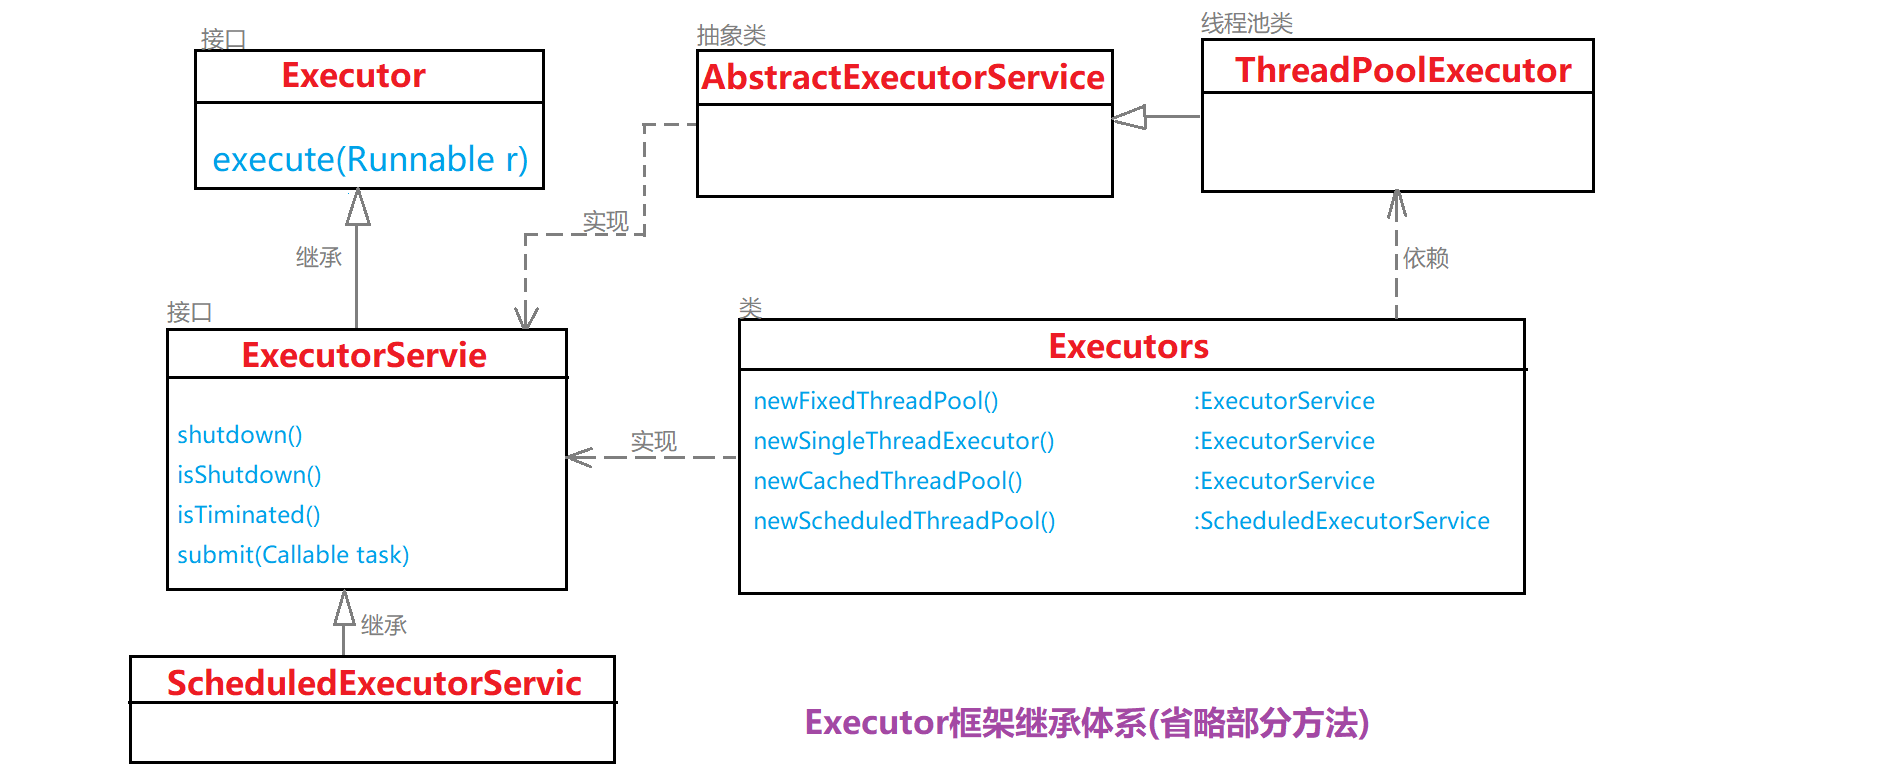 接口
Executor
execute(Runnable r)
抽象类
AbstractExecutorService
线程池类
ThreadPoolExecutor
实现
继承
依赖
接口
ExecutorServie
shutdown()
isShutdown()
isTiminated()
submit(Callable task)
实现
类
Executors
newFixedThreadPool() :ExecutorService
newSingleThreadExecutor() :ExecutorService
newCachedThreadPool() :ExecutorService
newScheduledThreadPool() :ScheduledExecutorService
继承
ScheduledExecutorServic
Executor框架继承体系(省略部分方法)